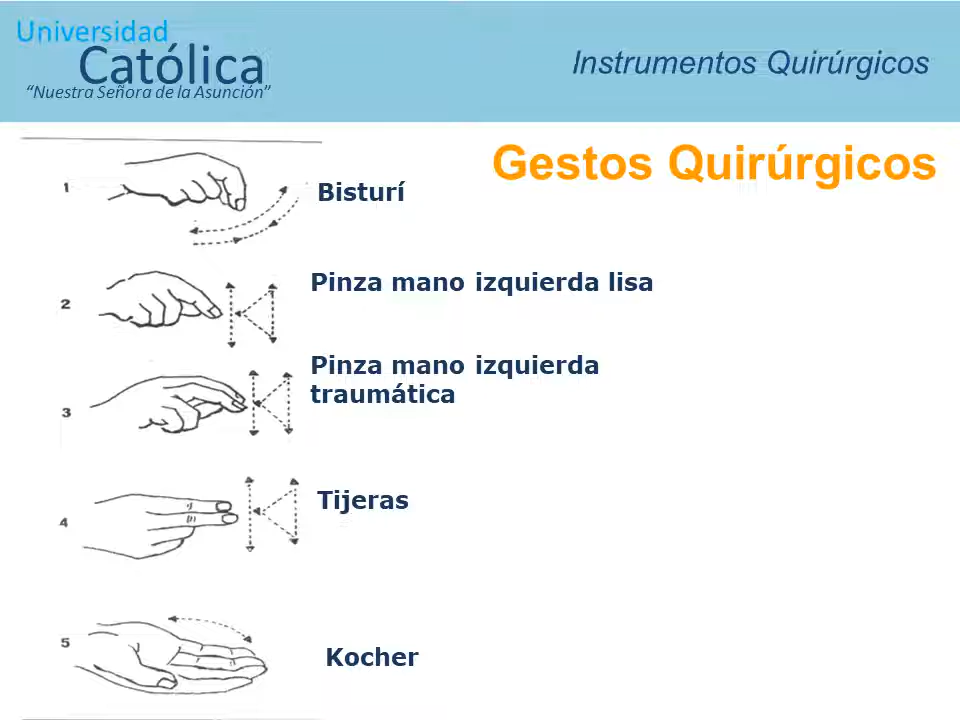 Universidad
Católica
“Nuestra Señora de la Asunción”
Instrumentos Quirúrgicos
Gestos Quirúrgicos
1
Bisturí
2
Pinza mano izquierda lisa
3
Pinza mano izquierda
traumática
4
Tijeras
5
Kocher